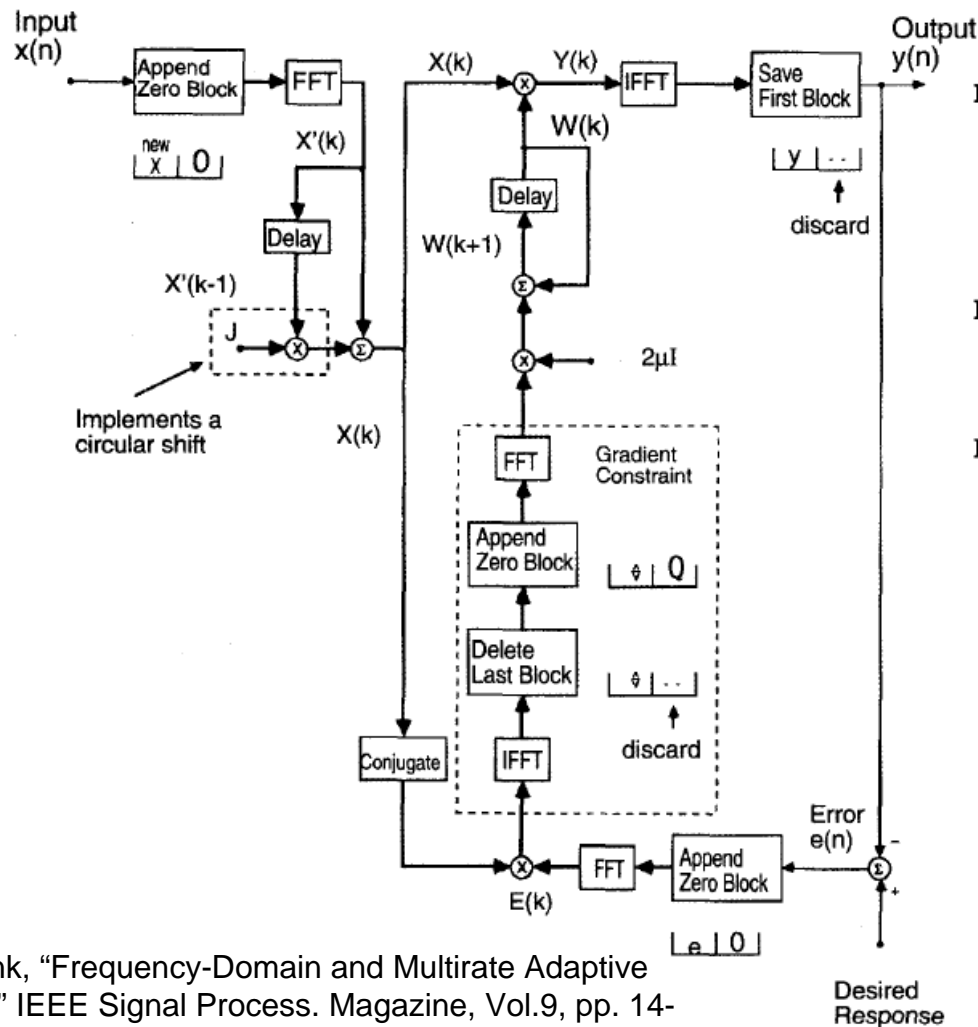 Input
x(n)
Append
Zero Block
FFT
new
x 0
X'(k)
Delay
X'(k-1)
J
X
Σ
Implements a
circular shift
X(k)
X(k)
X
Y(k)
IFFT
Save
First Block
Output
y(n)
y ..
discard
W(k)
Delay
W(k+1)
Σ
X
2μI
Gradient
Constraint
FFT
Append
Zero Block
Q
Delete
Last Block
..
discard
IFFT
Conjugate
X
E(k)
FFT
Append
Zero Block
e 0
Error
e(n)
-
Σ
+
Desired
Response
nk, “Frequency-Domain and Multirate Adaptive
” IEEE Signal Process. Magazine, Vol.9, pp. 14-